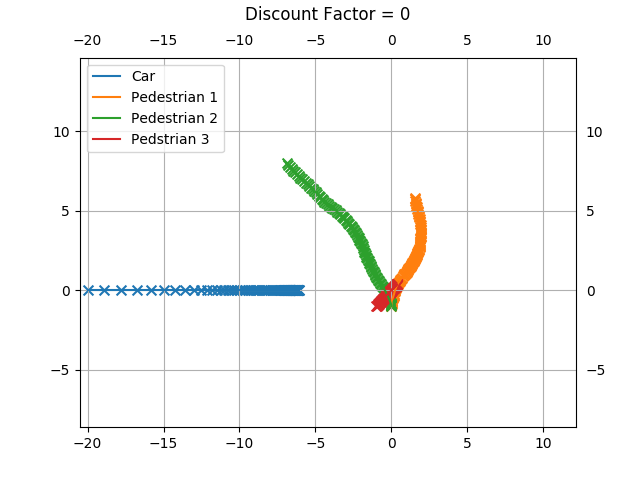 Discount Factor = 0
−20 −15 −10 −5 0 5 10
Car
Pedestrian 1
Pedestrian 2
Pedstrian 3
10 10
5 5
0 0
−5 −5
−20 −15 −10 −5 0 5 10